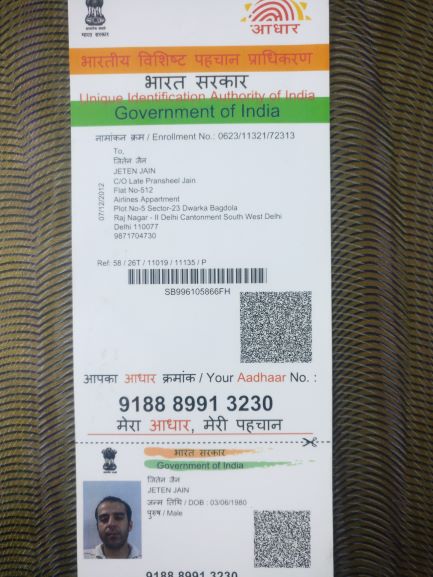 भारत सरकार
आधार
भारतीय विशिष्ट पहचान प्राधिकरण
भारत सरकार
Unique Identification Authority of India
Government of India
नामांकन क्रम / Enrollment No.: 0623/11321/72313
To,
जितेन जैन
JETEN JAIN
C/O Late Pransheel Jain
Flat No-512
Airlines Appartment
Plot No-5 Sector-23 Dwarka Bagdola
Raj Nagar - II Delhi Cantonment South West Delhi
Delhi 110077
9871704730
07/12/2012
Ref: 58 / 26T / 11019 / 11135 / P
SB996105866FH
आपका आधार क्रमांक / Your Aadhaar No. :
9188 8991 3230
मेरा आधार, मेरी पहचान
भारत सरकार
Government of India
जितेन जैन
JETEN JAIN
जन्म तिथि / DOB : 03/06/1980
पुरुष / Male
9188 8991 3230